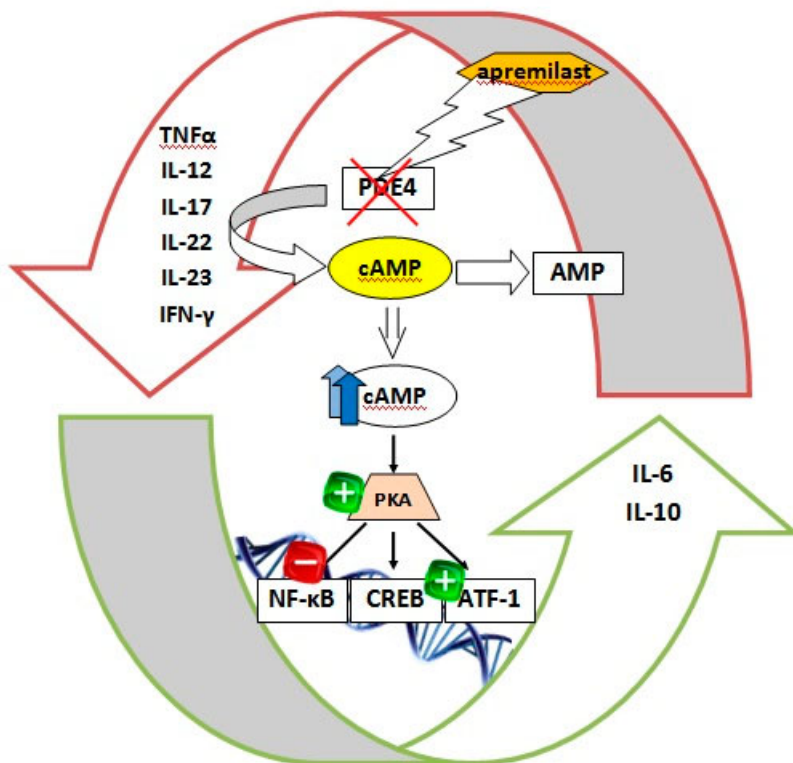 apremilast
TNFα
IL-12
IL-17
IL-22
IL-23
IFN-γ
PDE4
cAMP
AMP
cAMP
PKA
IL-6
IL-10
NF-κB
CREB
ATF-1